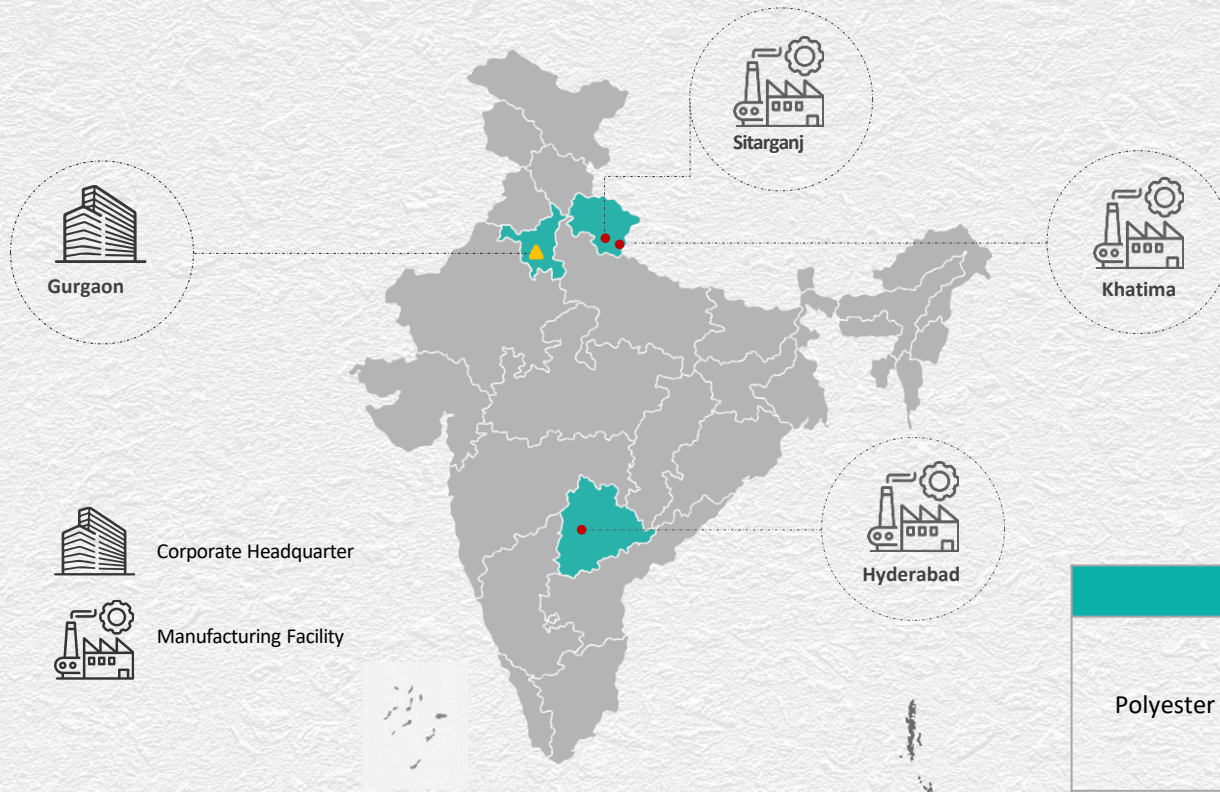 Sitarganj
Gurgaon
Khatima
Hyderabad
Corporate Headquarter
Manufacturing Facility
Polyester